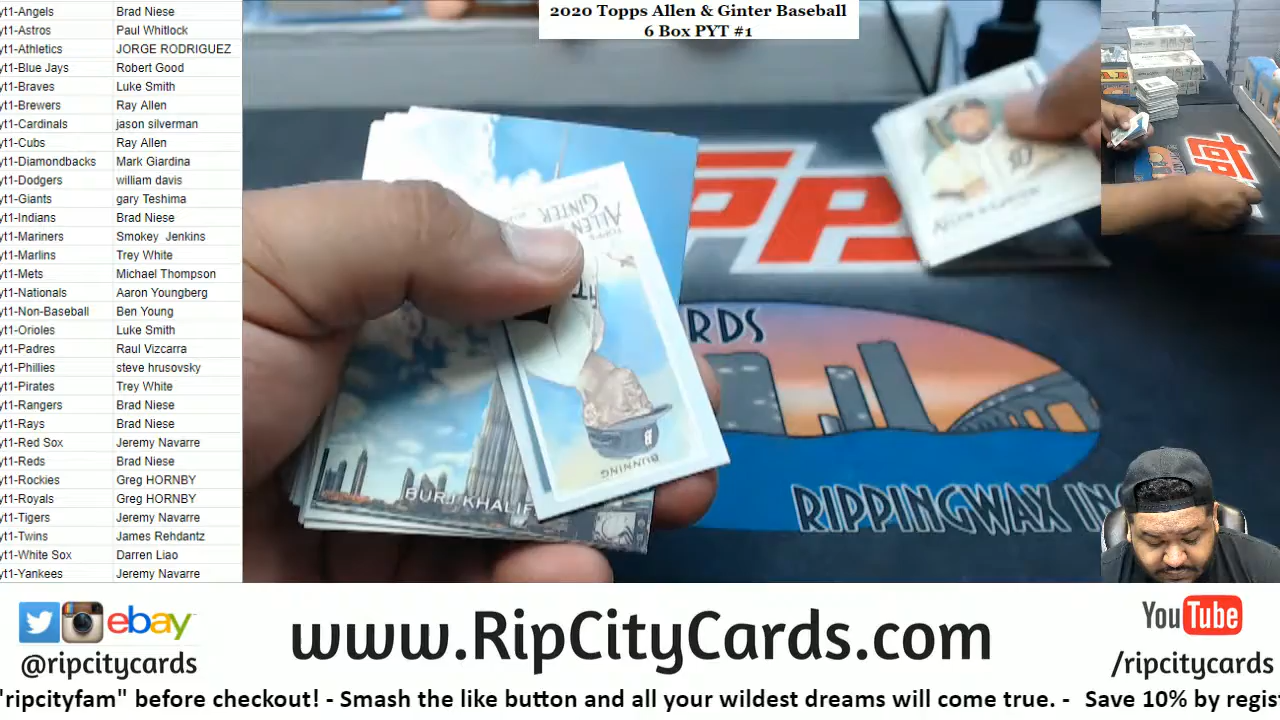 2020 Topps Allen & Ginter Baseball
6 Box PYT #1
yt1-Angels Brad Niese
yt1-Astros Paul Whitlock
yt1-Athletics JORGE RODRIGUEZ
yt1-Blue Jays Robert Good
yt1-Braves Luke Smith
yt1-Brewers Ray Allen
yt1-Cardinals jason silverman
yt1-Cubs Ray Allen
yt1-Diamondbacks Mark Giardina
yt1-Dodgers william davis
yt1-Giants gary Teshima
yt1-Indians Brad Niese
yt1-Mariners Smokey Jenkins
yt1-Marlins Trey White
yt1-Mets Michael Thompson
yt1-Nationals Aaron Youngberg
yt1-Non-Baseball Ben Young
yt1-Orioles Luke Smith
yt1-Padres Raul Vizcarra
yt1-Phillies steve hrusovsky
yt1-Pirates Trey White
yt1-Rangers Brad Niese
yt1-Rays Brad Niese
yt1-Red Sox Jeremy Navarre
yt1-Reds Brad Niese
yt1-Rockies Greg HORNBY
yt1-Royals Greg HORNBY
yt1-Tigers Jeremy Navarre
yt1-Twins James Rehdantz
yt1-White Sox Darren Liao
yt1-Yankees Jeremy Navarre
TOPPS
ALLEN
GINTER
BUNNING
BURJ KHALIF
RDS
RIPPINGWAX IN
ebay
@ripcitycards
www.RipCityCards.com
YouTube
/ripcitycards
"ripcityfam" before checkout! - Smash the like button and all your wildest dreams will come true. - Save 10% by regis